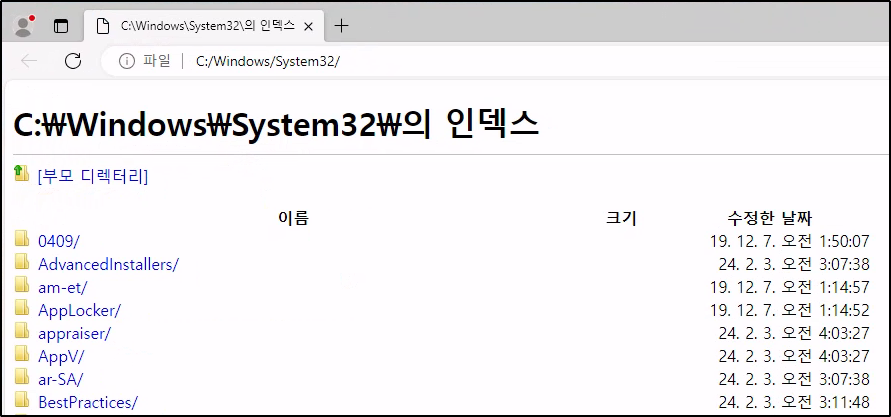 C:\Windows\System32\의 인덱스
파일 C:/Windows/System32/
C:₩Windows₩System32₩의 인덱스
[부모 디렉터리]
이름 크기 수정한 날짜
0409/ 19. 12. 7. 오전 1:50:07
AdvancedInstallers/ 24. 2. 3. 오전 3:07:38
am-et/ 19. 12. 7. 오전 1:14:57
AppLocker/ 19. 12. 7. 오전 1:14:52
appraiser/ 24. 2. 3. 오전 4:03:27
AppV/ 24. 2. 3. 오전 4:03:27
ar-SA/ 24. 2. 3. 오전 3:07:38
BestPractices/ 24. 2. 3. 오전 3:11:48